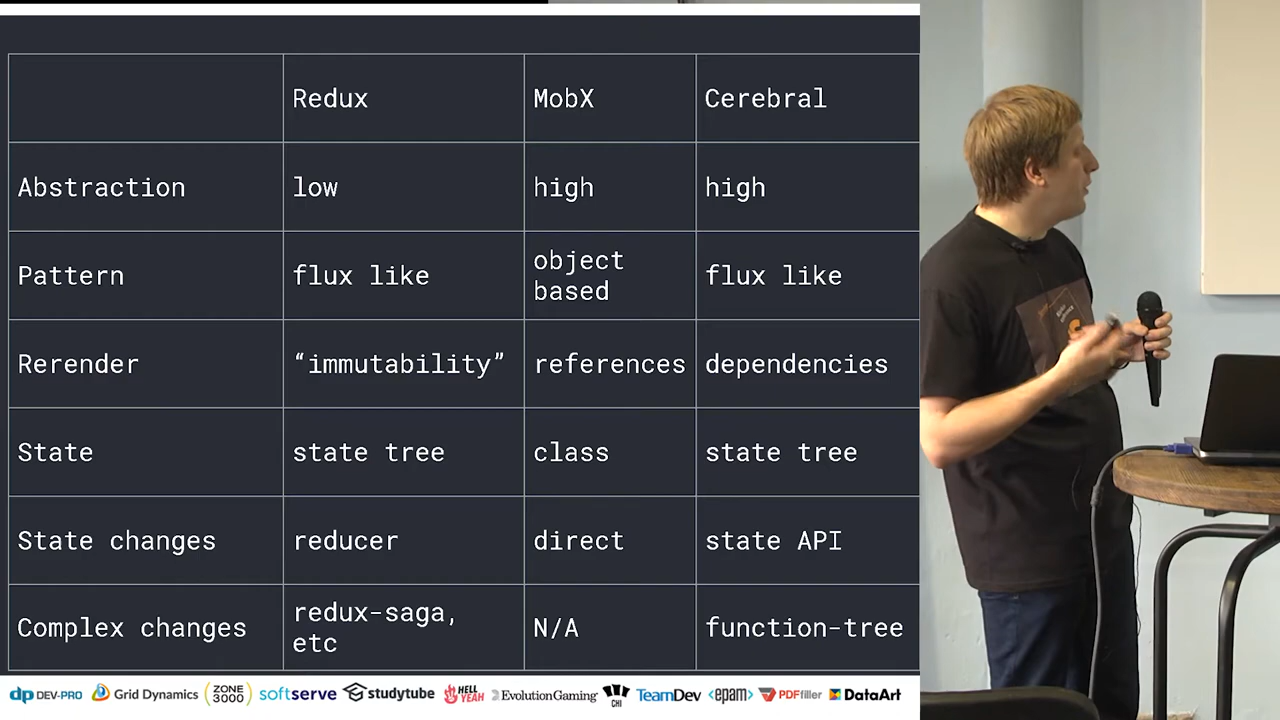 Redux MobX Cerebral
Abstraction low high high
Pattern flux like object based flux like
Rerender “immutability” references dependencies
State state tree class state tree
State changes reducer direct state API
Complex changes redux-saga, etc N/A function-tree
dp DEV-PRO Grid Dynamics {ZONE 3000} softserve studytube HELL YEAH EvolutionGaming CHI TeamDev <epam> PDFfiller DataArt